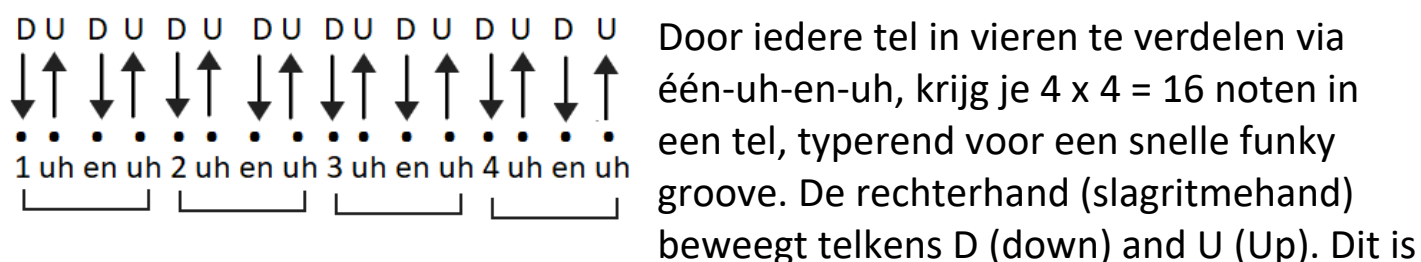 D U D U D U D U D U D U D U D U
1 uh en uh 2 uh en uh 3 uh en uh 4 uh en uh
Door iedere tel in vieren te verdelen via
één-uh-en-uh, krijg je 4 x 4 = 16 noten in
een tel, typerend voor een snelle funky
groove. De rechterhand (slagritmehand)
beweegt telkens D (down) and U (Up). Dit is